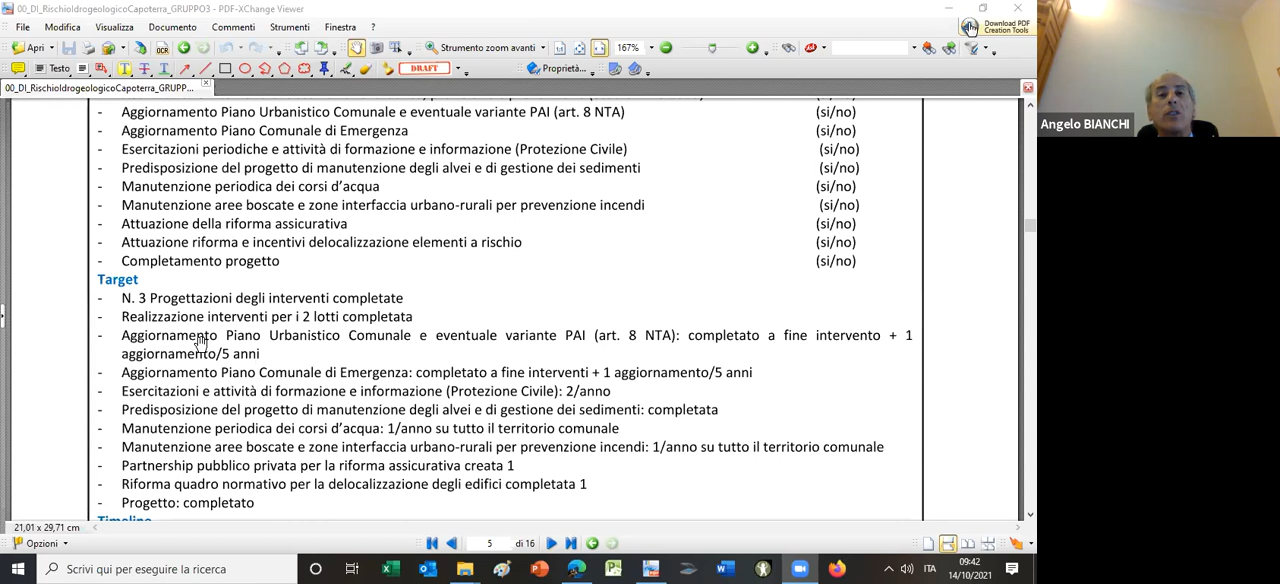 00_DI_RischioIdrogeologicoCapoterra_GRUPPO3 - PDF-XChange Viewer
File Modifica Visualizza Documento Commenti Strumenti Finestra ?
Apri OCR Strumento zoom avanti 167% Download PDF Creation Tools
Testo DRAFT Proprietà...
00_DI_RischioIdrogeologicoCapoterra_GRUPP...
- Aggiornamento Piano Urbanistico Comunale e eventuale variante PAI (art. 8 NTA) (si/no)
- Aggiornamento Piano Comunale di Emergenza (si/no)
- Esercitazioni periodiche e attività di formazione e informazione (Protezione Civile) (si/no)
- Predisposizione del progetto di manutenzione degli alvei e di gestione dei sedimenti (si/no)
- Manutenzione periodica dei corsi d'acqua (si/no)
- Manutenzione aree boscate e zone interfaccia urbano-rurali per prevenzione incendi (si/no)
- Attuazione della riforma assicurativa (si/no)
- Attuazione riforma e incentivi delocalizzazione elementi a rischio (si/no)
- Completamento progetto (si/no)
Target
- N. 3 Progettazioni degli interventi completate
- Realizzazione interventi per i 2 lotti completata
- Aggiornamento Piano Urbanistico Comunale e eventuale variante PAI (art. 8 NTA): completato a fine intervento + 1
aggiornamento/5 anni
- Aggiornamento Piano Comunale di Emergenza: completato a fine interventi + 1 aggiornamento/5 anni
- Esercitazioni e attività di formazione e informazione (Protezione Civile): 2/anno
- Predisposizione del progetto di manutenzione degli alvei e di gestione dei sedimenti: completata
- Manutenzione periodica dei corsi d'acqua: 1/anno su tutto il territorio comunale
- Manutenzione aree boscate e zone interfaccia urbano-rurali per prevenzione incendi: 1/anno su tutto il territorio comunale
- Partnership pubblico privata per la riforma assicurativa creata 1
- Riforma quadro normativo per la delocalizzazione degli edifici completata 1
- Progetto: completato
Timeline
21,01 x 29,71 cm
Opzioni 5 di 16
Scrivi qui per eseguire la ricerca ITA 09:42
14/10/2021
Angelo BIANCHI